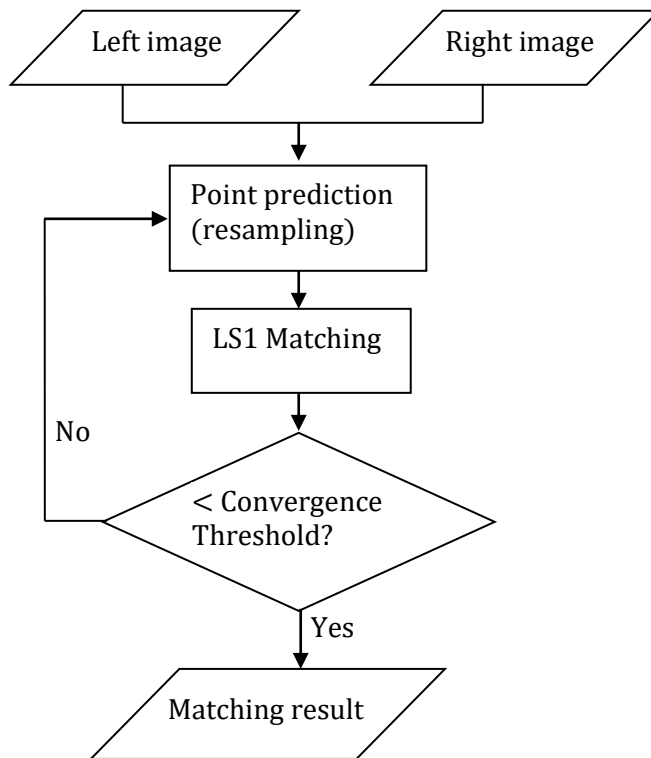 Left image
Right image
Point prediction
(resampling)
LS1 Matching
No
< Convergence
Threshold?
Yes
Matching result